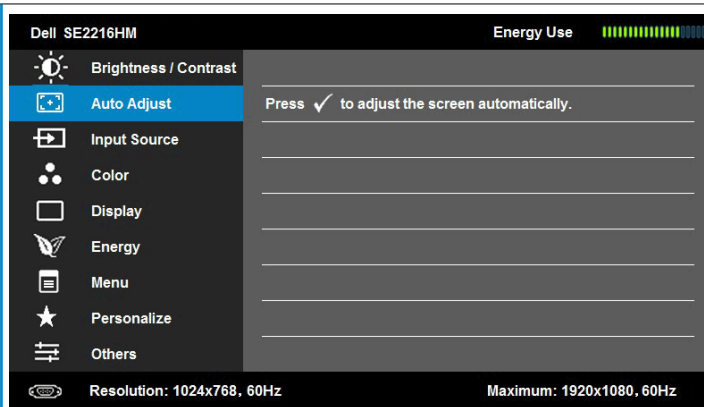 Dell SE2216HM Energy Use
Brightness / Contrast
Auto Adjust Press ✓ to adjust the screen automatically.
Input Source
Color
Display
Energy
Menu
Personalize
Others
Resolution: 1024x768, 60Hz Maximum: 1920x1080, 60Hz